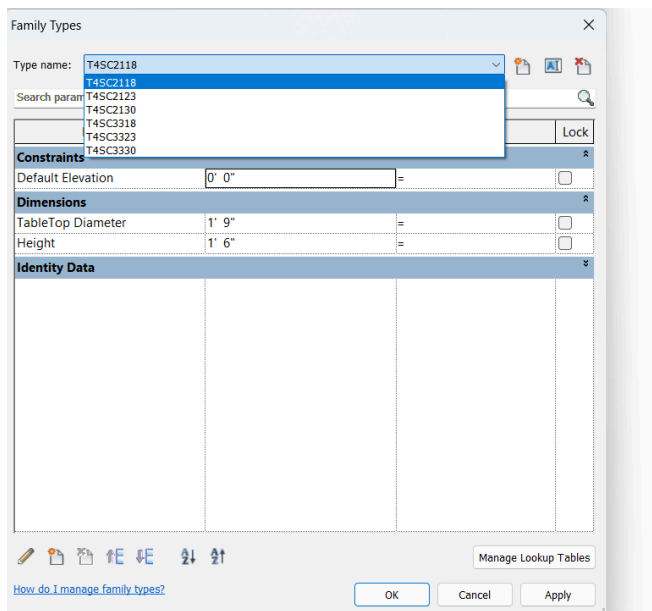 Family Types
Type name: T4SC2118
T4SC2118
T4SC2123
T4SC2130
T4SC3318
T4SC3323
T4SC3330
Search param
Lock
Constraints
Default Elevation 0' 0" =
Dimensions
TableTop Diameter 1' 9" =
Height 1' 6" =
Identity Data
Manage Lookup Tables
How do I manage family types?
OK Cancel Apply